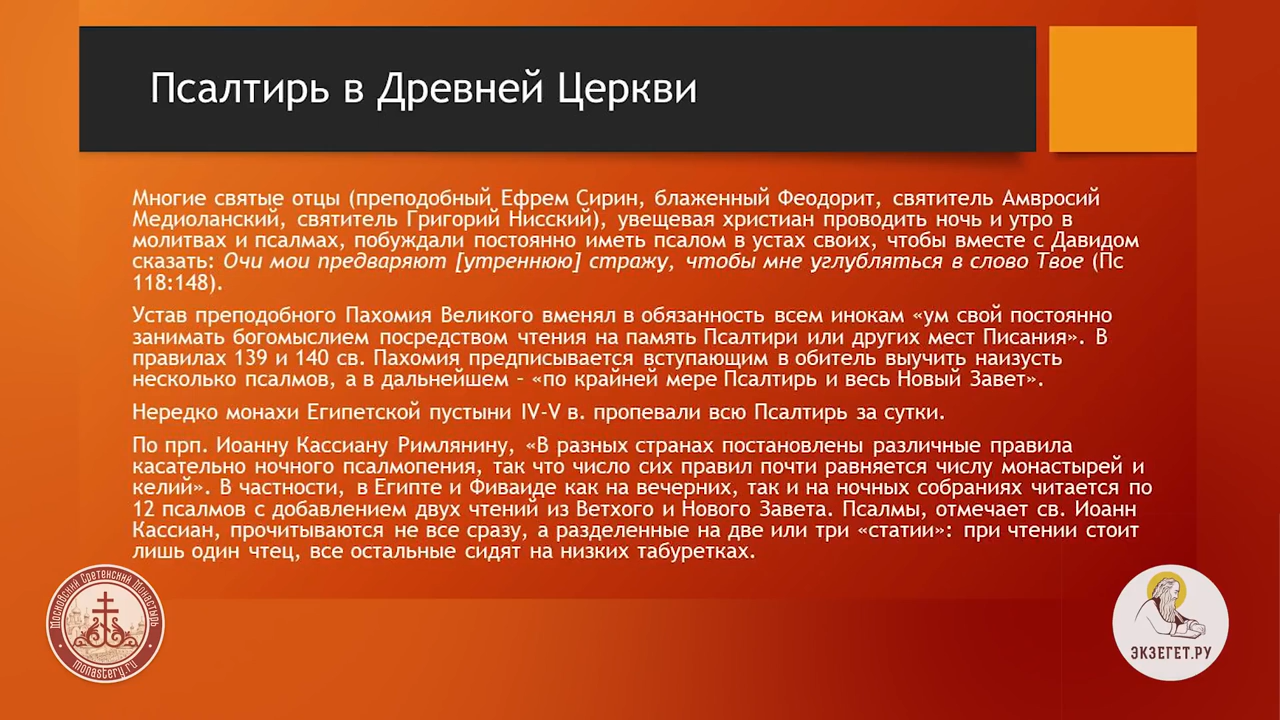 Псалтирь в Древней Церкви
Многие святые отцы (преподобный Ефрем Сирин, блаженный Феодорит, святитель Амвросий
Медиоланский, святитель Григорий Нисский), увещевая христиан проводить ночь и утро в
молитвах и псалмах, побуждали постоянно иметь псалом в устах своих, чтобы вместе с Давидом
сказать: Очи мои предваряют [утреннюю] стражу, чтобы мне углубляться в слово Твое (Пс
118:148).
Устав преподобного Пахомия Великого вменял в обязанность всем инокам «ум свой постоянно
занимать богомыслием посредством чтения на память Псалтири или других мест Писания». В
правилах 139 и 140 св. Пахомия предписывается вступающим в обитель выучить наизусть
несколько псалмов, а в дальнейшем – «по крайней мере Псалтирь и весь Новый Завет».
Нередко монахи Египетской пустыни IV-V в. пропевали всю Псалтирь за сутки.
По прп. Иоанну Кассиану Римлянину, «В разных странах постановлены различные правила
касательно ночного псалмопения, так что число сих правил почти равняется числу монастырей и
келий». В частности, в Египте и Фиваиде как на вечерних, так и на ночных собраниях читается по
12 псалмов с добавлением двух чтений из Ветхого и Нового Завета. Псалмы, отмечает св. Иоанн
Кассиан, прочитываются не все сразу, а разделенные на две или три «статии»: при чтении стоит
лишь один чтец, все остальные сидят на низких табуретках.
Московский Сретенский Монастырь
monastery.ru
ЭКЗЕГЕТ.РУ